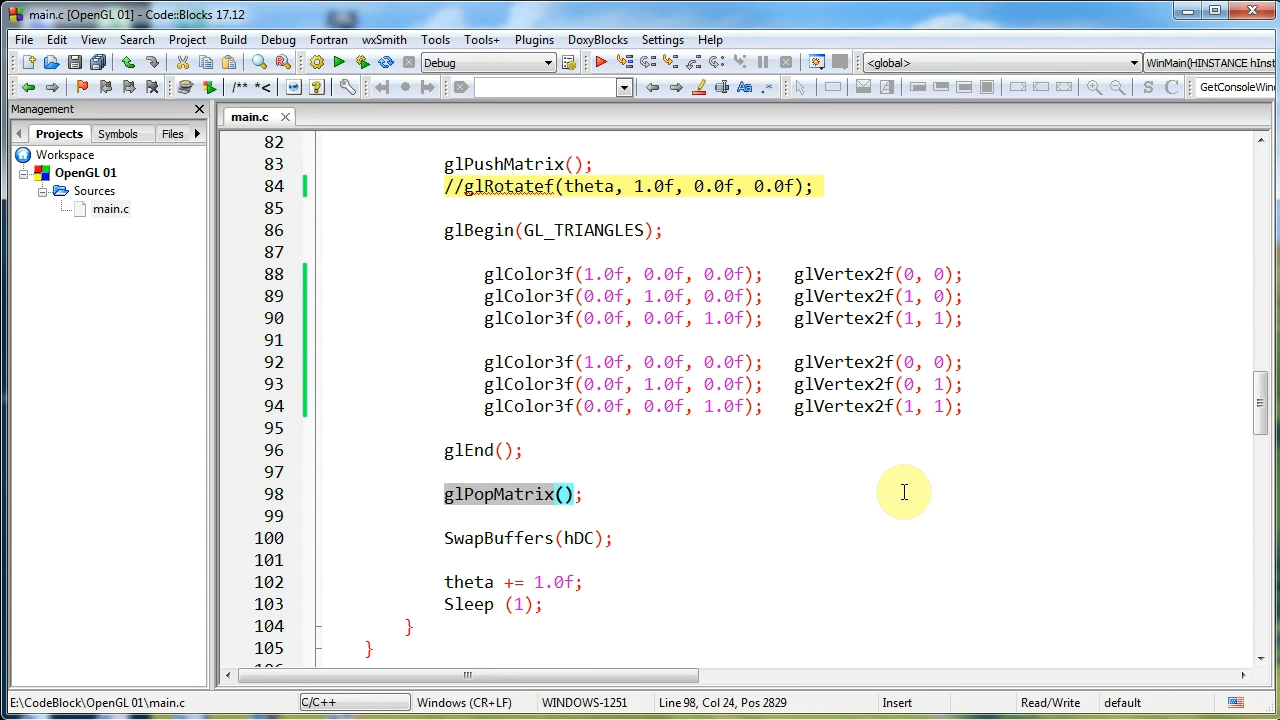 main.c [OpenGL 01] - Code::Blocks 17.12
File Edit View Search Project Build Debug Fortran wxSmith Tools Tools+ Plugins DoxyBlocks Settings Help
Debug <global> WinMain(HINSTANCE hInst
/** *< Aa .* S C GetConsoleWin
Management
main.c
Projects Symbols Files
Workspace
OpenGL 01
Sources
main.c
82
83 glPushMatrix();
84 //glRotatef(theta, 1.0f, 0.0f, 0.0f);
85
86 glBegin(GL_TRIANGLES);
87
88 glColor3f(1.0f, 0.0f, 0.0f); glVertex2f(0, 0);
89 glColor3f(0.0f, 1.0f, 0.0f); glVertex2f(1, 0);
90 glColor3f(0.0f, 0.0f, 1.0f); glVertex2f(1, 1);
91
92 glColor3f(1.0f, 0.0f, 0.0f); glVertex2f(0, 0);
93 glColor3f(0.0f, 1.0f, 0.0f); glVertex2f(0, 1);
94 glColor3f(0.0f, 0.0f, 1.0f); glVertex2f(1, 1);
95
96 glEnd();
97
98 glPopMatrix();
99
100 SwapBuffers(hDC);
101
102 theta += 1.0f;
103 Sleep (1);
104 }
105 }
E:\CodeBlock\OpenGL 01\main.c C/C++ Windows (CR+LF) WINDOWS-1251 Line 98, Col 24, Pos 2829 Insert Read/Write default